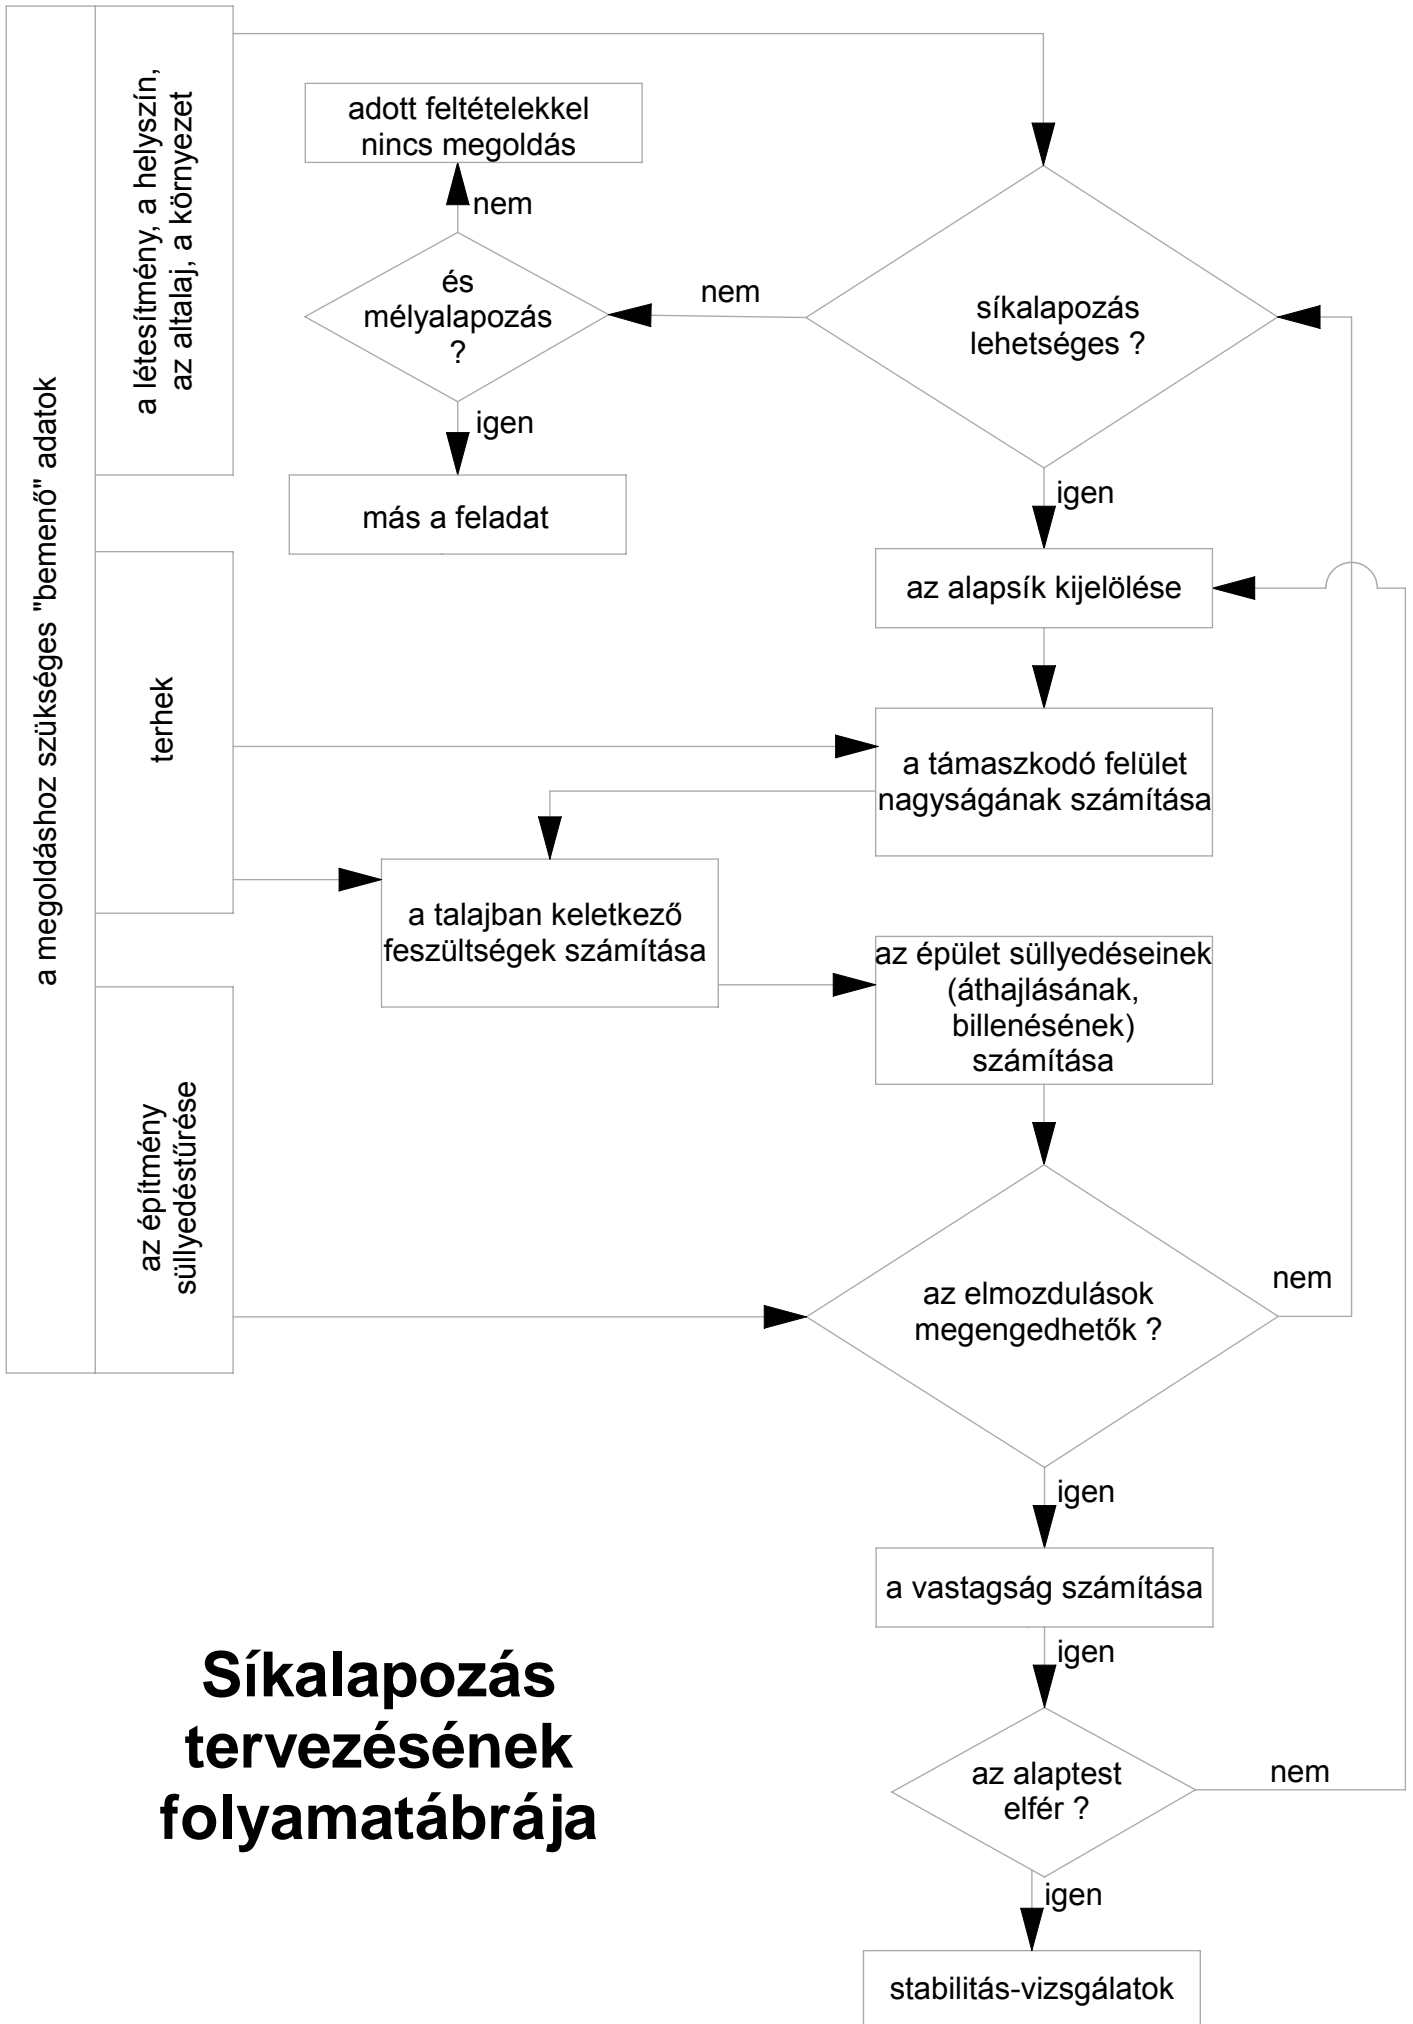 a megoldáshoz szükséges "bemenő" adatok
a létesítmény, a helyszín,
az altalaj, a környezet
terhek
az építmény
süllyedéstűrése
adott feltételekkel
nincs megoldás
nem
és
mélyalapozás
?
nem
síkalapozás
lehetséges ?
igen
más a feladat
igen
az alapsík kijelölése
a támaszkodó felület
nagyságának számítása
a talajban keletkező
feszültségek számítása
az épület süllyedéseinek
(áthajlásának,
billenésének)
számítása
az elmozdulások
megengedhetők ?
nem
igen
a vastagság számítása
igen
az alaptest
elfér ?
nem
igen
stabilitás-vizsgálatok
Síkalapozás
tervezésének
folyamatábrája